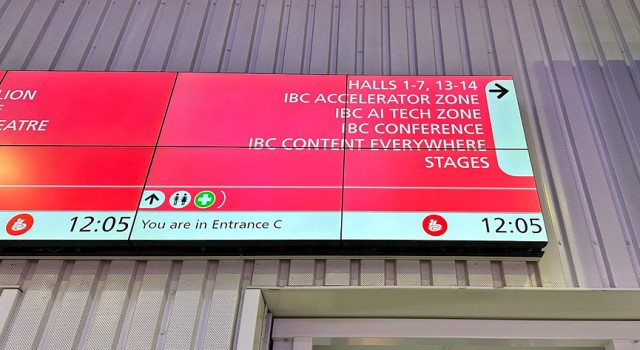 LION
E
EATRE
HALLS 1-7, 13-14
IBC ACCELERATOR ZONE
IBC AI TECH ZONE
IBC CONFERENCE
IBC CONTENT EVERYWHERE
STAGES
12:05
You are in Entrance C
12:05